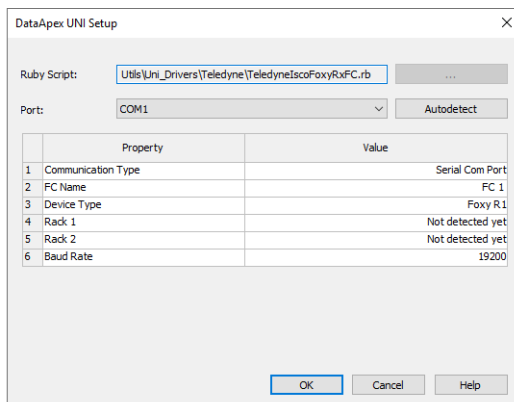 DataApex UNI Setup
Ruby Script: Utils\Uni_Drivers\Teledyne\TeledyneIscoFoxyRxFC.rb ...
Port: COM1 Autodetect
Property Value
1 Communication Type Serial Com Port
2 FC Name FC 1
3 Device Type Foxy R1
4 Rack 1 Not detected yet
5 Rack 2 Not detected yet
6 Baud Rate 19200
OK Cancel Help